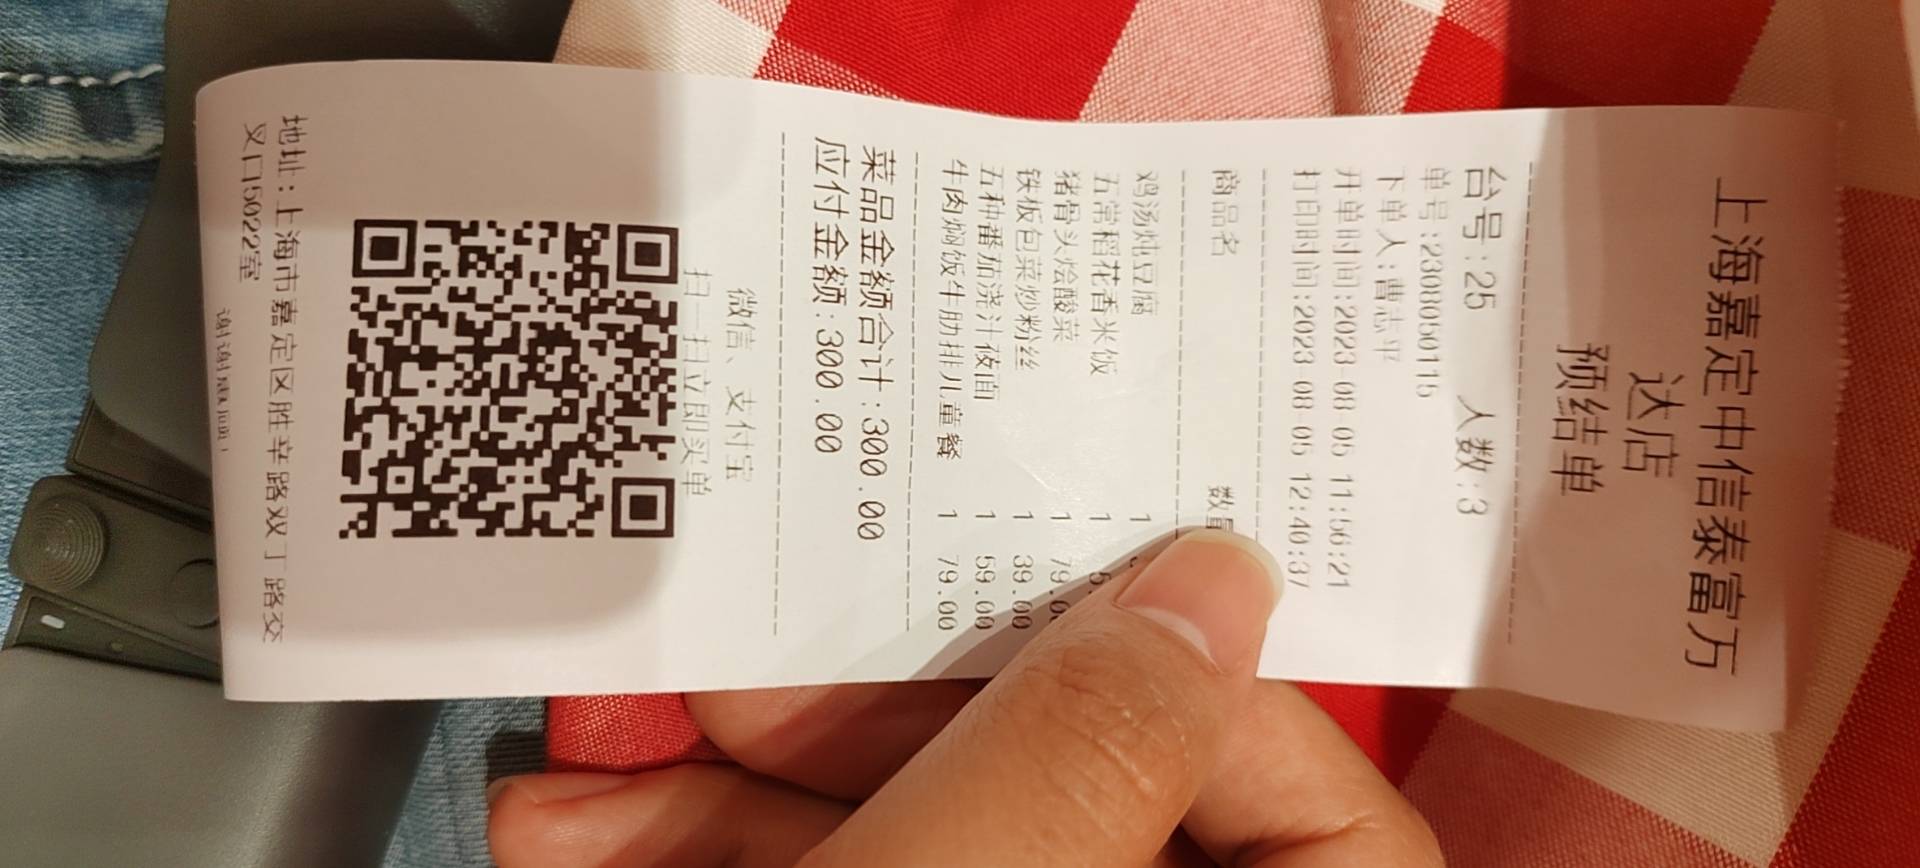 上海嘉定中信泰富万
达店
预结单
台号:25 人数:3
单号:2308050115
下单人:曹志平
开单时间:2023-08-05 11:56:21
打印时间:2023-08-05 12:40:37
商品名 数量
鸡汤炖豆腐 1
五常稻花香米饭 1
猪骨头烩酸菜 1 79.0
铁板包菜炒粉丝 1 39.00
五种番茄浇汁莜面 1 59.00
牛肉焖饭牛肋排儿童餐 1 79.00
菜品金额合计:300.00
应付金额:300.00
微信、支付宝
扫一扫立即买单
地址:上海市嘉定区胜辛路双丁路交
叉口5022室
谢谢惠顾!